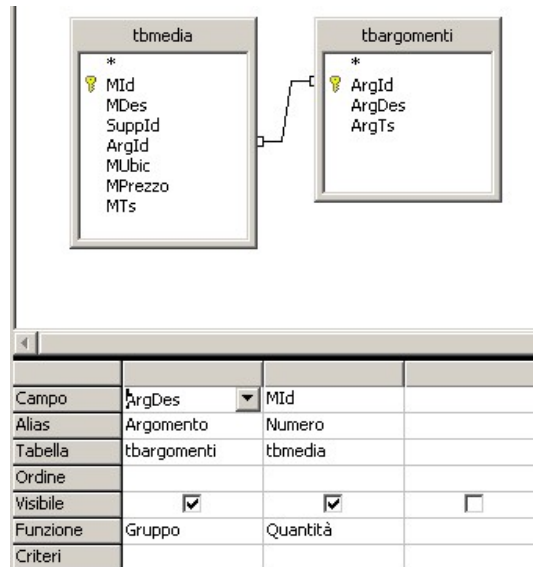 tbmedia
*
MId
MDes
SuppId
ArgId
MUbic
MPrezzo
MTs
tbargomenti
*
ArgId
ArgDes
ArgTs
Campo ArgDes MId
Alias Argomento Numero
Tabella tbargomenti tbmedia
Ordine
Visibile
Funzione Gruppo Quantità
Criteri